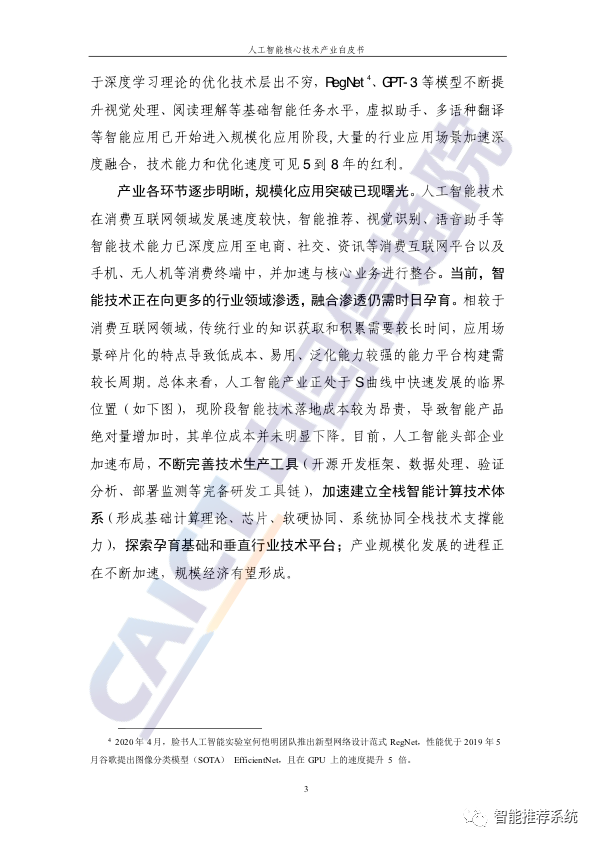 人工智能核心技术产业白皮书
于深度学习理论的优化技术层出不穷，RegNet 4、GPT-3 等模型不断提
升视觉处理、阅读理解等基础智能任务水平，虚拟助手、多语种翻译
等智能应用已开始进入规模化应用阶段，大量的行业应用场景加速深
度融合，技术能力和优化速度可见 5 到 8 年的红利。
产业各环节逐步明晰，规模化应用突破已现曙光。人工智能技术
在消费互联网领域发展速度较快，智能推荐、视觉识别、语音助手等
智能技术能力已深度应用至电商、社交、资讯等消费互联网平台以及
手机、无人机等消费终端中，并加速与核心业务进行整合。当前，智
能技术正在向更多的行业领域渗透，融合渗透仍需时日孕育。相较于
消费互联网领域，传统行业的知识获取和积累需要较长时间，应用场
景碎片化的特点导致低成本、易用、泛化能力较强的能力平台构建需
较长周期。总体来看，人工智能产业正处于 S 曲线中快速发展的临界
位置（如下图），现阶段智能技术落地成本较为昂贵，导致智能产品
绝对量增加时，其单位成本并未明显下降。目前，人工智能头部企业
加速布局，不断完善技术生产工具（开源开发框架、数据处理、验证
分析、部署监测等完备研发工具链），加速建立全栈智能计算技术体
系（形成基础计算理论、芯片、软硬协同、系统协同全栈技术支撑能
力），探索孕育基础和垂直行业技术平台；产业规模化发展的进程正
在不断加速，规模经济有望形成。
CAICT 中国信通院
4 2020 年 4 月，脸书人工智能实验室何恺明团队推出新型网络设计范式 RegNet，性能优于 2019 年 5
月谷歌提出图像分类模型（SOTA） EfficientNet，且在 GPU 上的速度提升 5 倍。
3
智能推荐系统